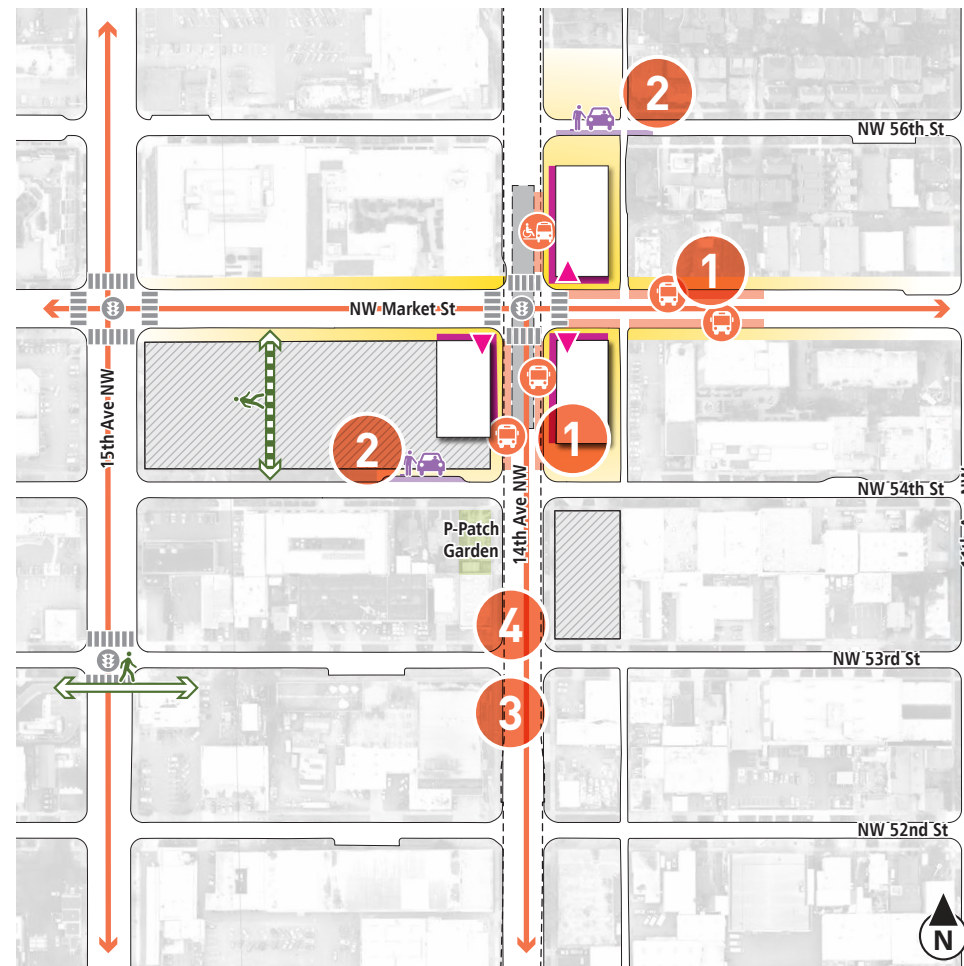 2
NW 56th St
1
NW Market St
15th Ave NW
2
1
NW 54th St
P-Patch
Garden
14th Ave NW
4
NW 53rd St
3
NW 52nd St
N